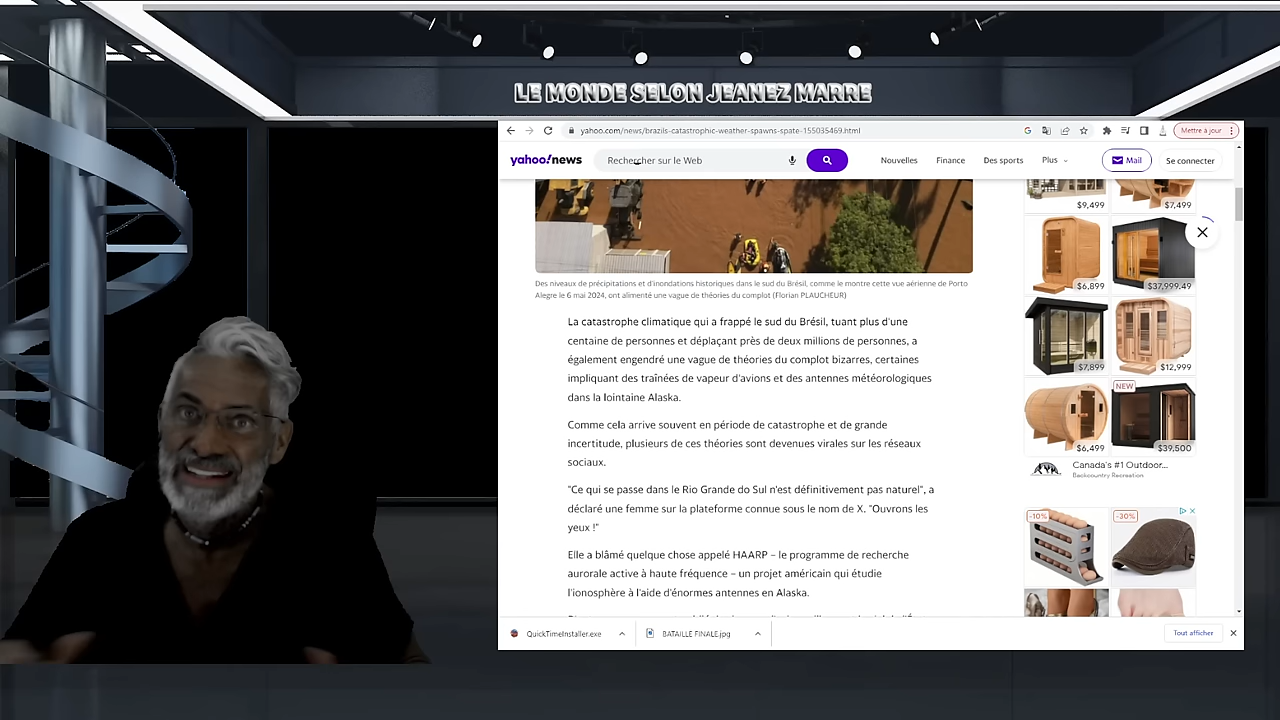 LE MONDE SELON JEANEZ MARRE
yahoo.com/news/brazils-catastrophic-weather-spawns-spate-155035469.html
Mettre à jour
yahoo!news
Rechercher sur le Web
Nouvelles
Finance
Des sports
Plus
Mail
Se connecter
$9,499
$7,499
$6,899
$37,999.49
Des niveaux de précipitations et d'inondations historiques dans le sud du Brésil, comme le montre cette vue aérienne de Porto
Alegre le 6 mai 2024, ont alimenté une vague de théories du complot (Florian PLAUCHEUR)
La catastrophe climatique qui a frappé le sud du Brésil, tuant plus d'une
centaine de personnes et déplaçant près de deux millions de personnes, a
également engendré une vague de théories du complot bizarres, certaines
impliquant des traînées de vapeur d'avions et des antennes météorologiques
dans la lointaine Alaska.
$7,899
$12,999
NEW
Comme cela arrive souvent en période de catastrophe et de grande
incertitude, plusieurs de ces théories sont devenues virales sur les réseaux
sociaux.
$6,499
$39,500
Canada's #1 Outdoor...
Backcountry Recreation
"Ce qui se passe dans le Rio Grande do Sul n'est définitivement pas naturel", a
déclaré une femme sur la plateforme connue sous le nom de X. "Ouvrons les
yeux !"
-10%
-30%
Elle a blâmé quelque chose appelé HAARP – le programme de recherche
aurorale active à haute fréquence – un projet américain qui étudie
l'ionosphère à l'aide d'énormes antennes en Alaska.
QuickTimeInstaller.exe
BATAILLE FINALE.jpg
Tout afficher